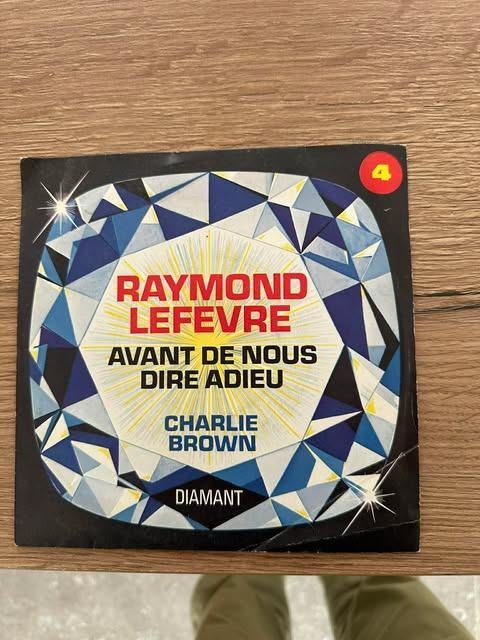 4
RAYMOND
LEFEVRE
AVANT DE NOUS
DIRE ADIEU
CHARLIE
BROWN
DIAMANT